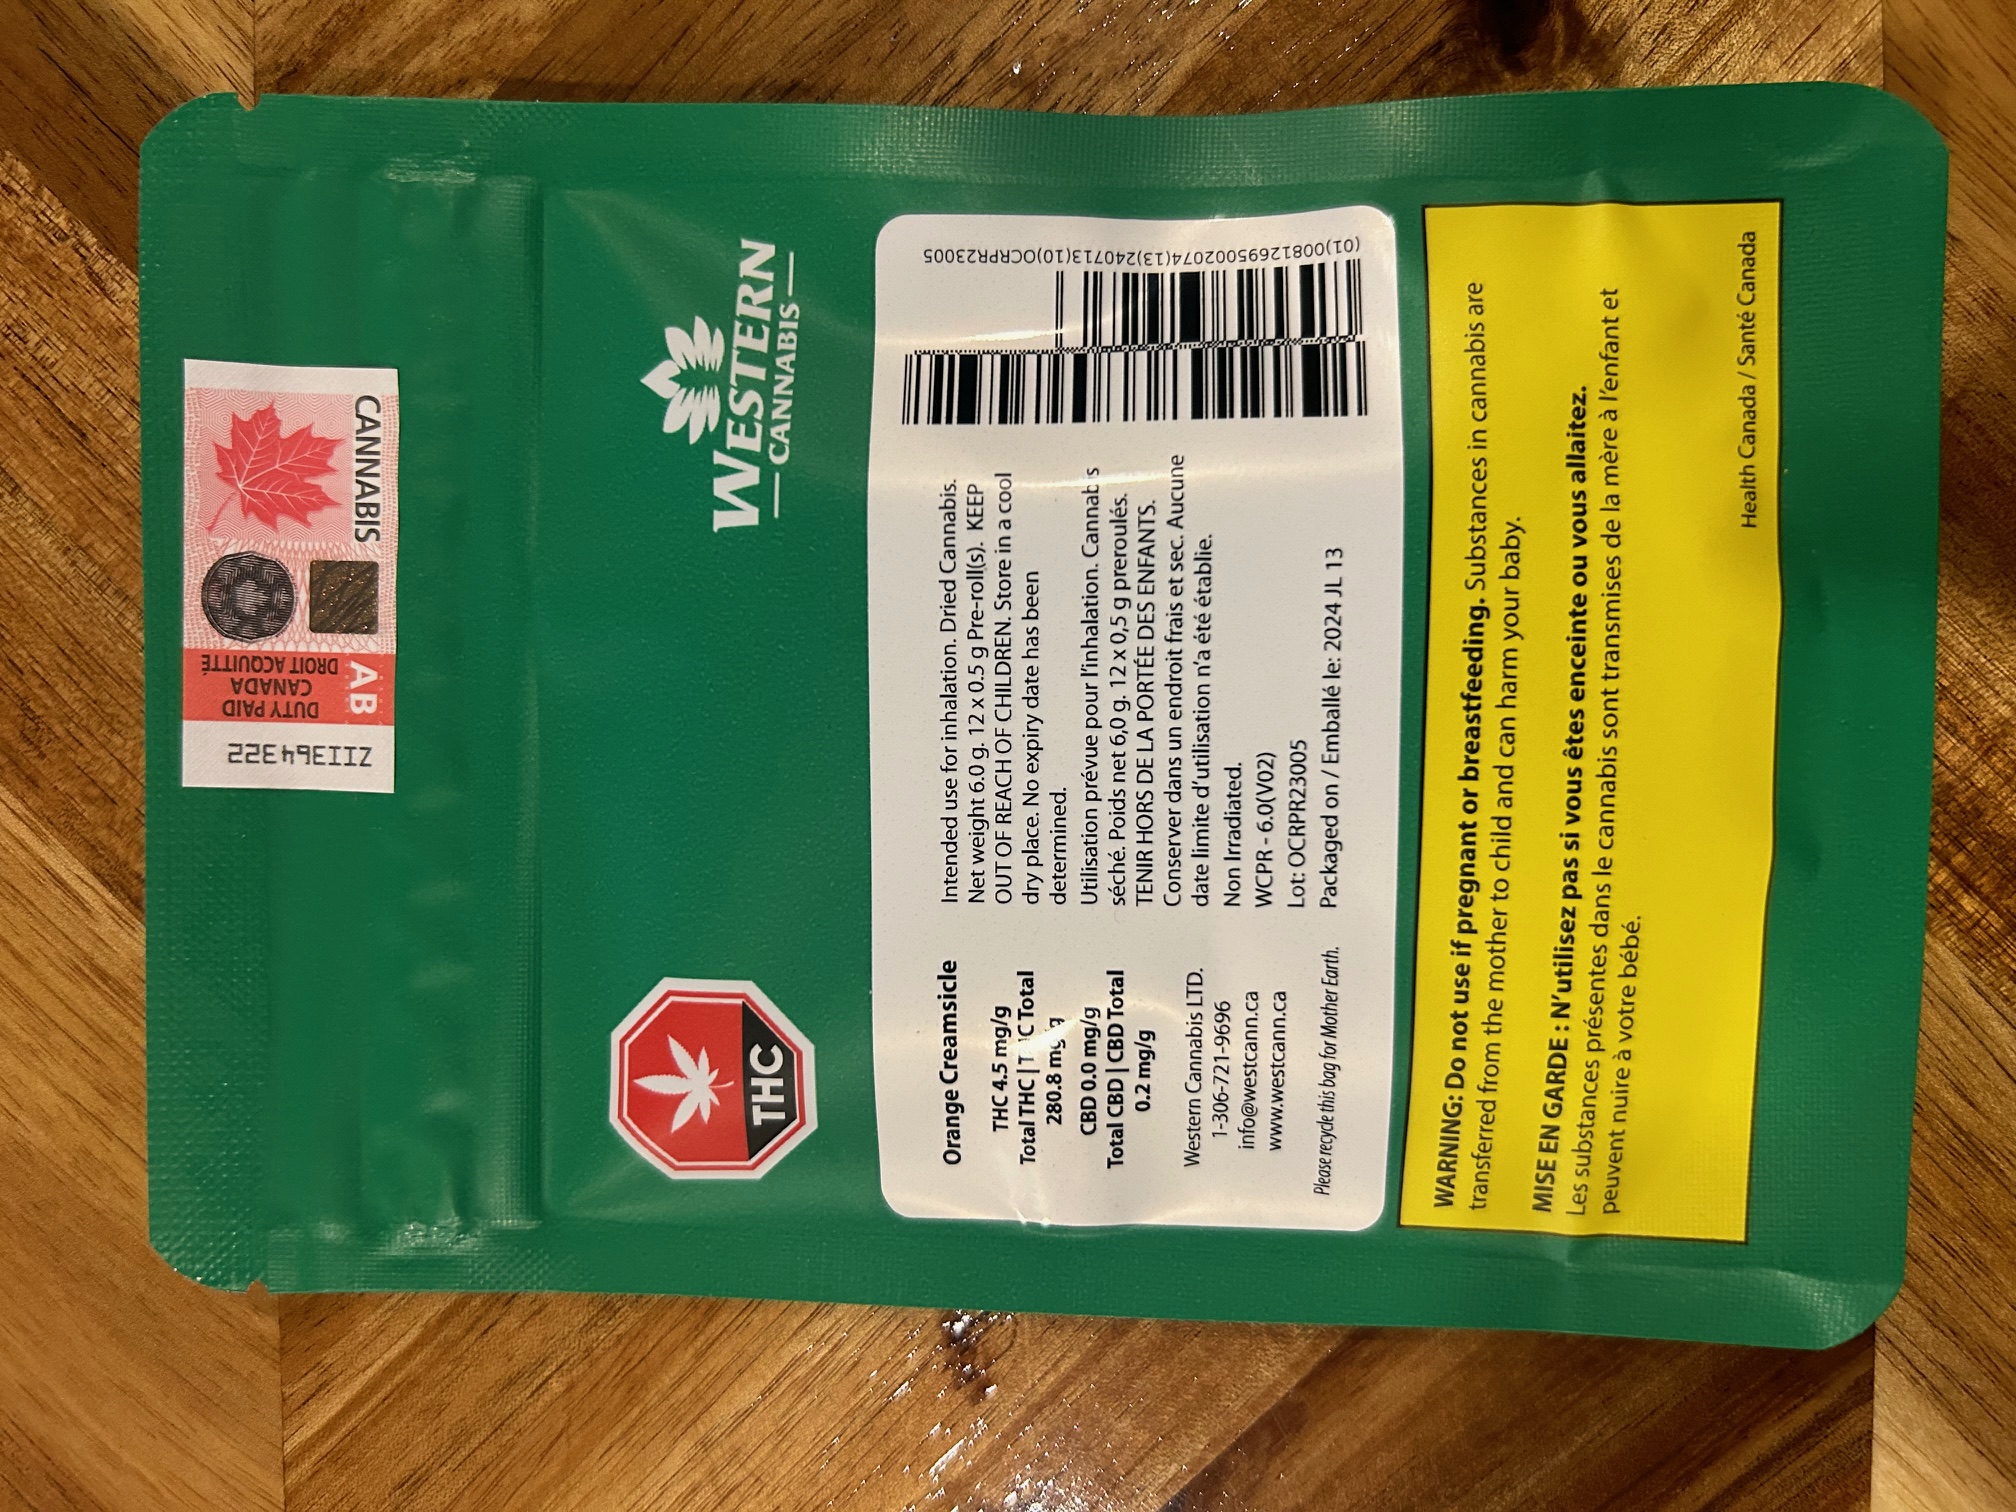 CANNABIS
AB
DUTY PAID
CANADA
DROIT ACQUITTÉ
ZII364322
THC
WESTERN
CANNABIS
Orange Creamsicle
THC 4.5 mg/g
Total THC | T C Total
280.8 mg/g
CBD 0.0 mg/g
Total CBD | CBD Total
0.2 mg/g
Western Cannabis LTD.
1-306-721-9696
info@westcann.ca
www.westcann.ca
Please recycle this bag for Mother Earth.
Intended use for inhalation. Dried Cannabis.
Net weight 6.0 g. 12 x 0.5 g Pre-roll(s). KEEP
OUT OF REACH OF CHILDREN. Store in a cool
dry place. No expiry date has been
determined.
Utilisation prévue pour l'inhalation. Cannabis
séché. Poids net 6,0 g. 12 x 0,5 g preroulés.
TENIR HORS DE LA PORTÉE DES ENFANTS.
Conserver dans un endroit frais et sec. Aucune
date limite d'utilisation n'a été établie.
Non Irradiated.
WCPR - 6.0(V02)
Lot: OCRPR23005
Packaged on / Emballé le: 2024 JL 13
(01)00812695002074(13)240713(10)OCRPR23005
WARNING: Do not use if pregnant or breastfeeding. Substances in cannabis are
transferred from the mother to child and can harm your baby.
MISE EN GARDE : N'utilisez pas si vous êtes enceinte ou vous allaitez.
Les substances présentes dans le cannabis sont transmises de la mère à l'enfant et
peuvent nuire à votre bébé.
Health Canada / Santé Canada